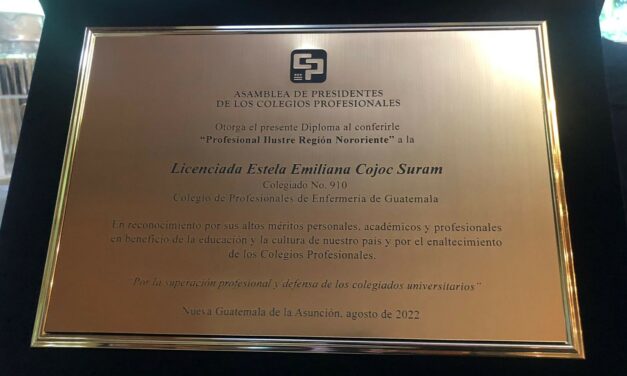 CP
ASAMBLEA DE PRESIDENTES
DE LOS COLEGIOS PROFESIONALES
Otorga el presente Diploma al conferirle
“Profesional Ilustre Región Nororiente” a la
Licenciada Estela Emiliana Cojoc Suram
Colegiado No. 910
Colegio de Profesionales de Enfermería de Guatemala
En reconocimiento por sus altos méritos personales, académicos y profesionales
en beneficio de la educación y la cultura de nuestro país y por el enaltecimiento
de los Colegios Profesionales.
“Por la superación profesional y defensa de los colegiados universitarios”
Nueva Guatemala de la Asunción, agosto de 2022